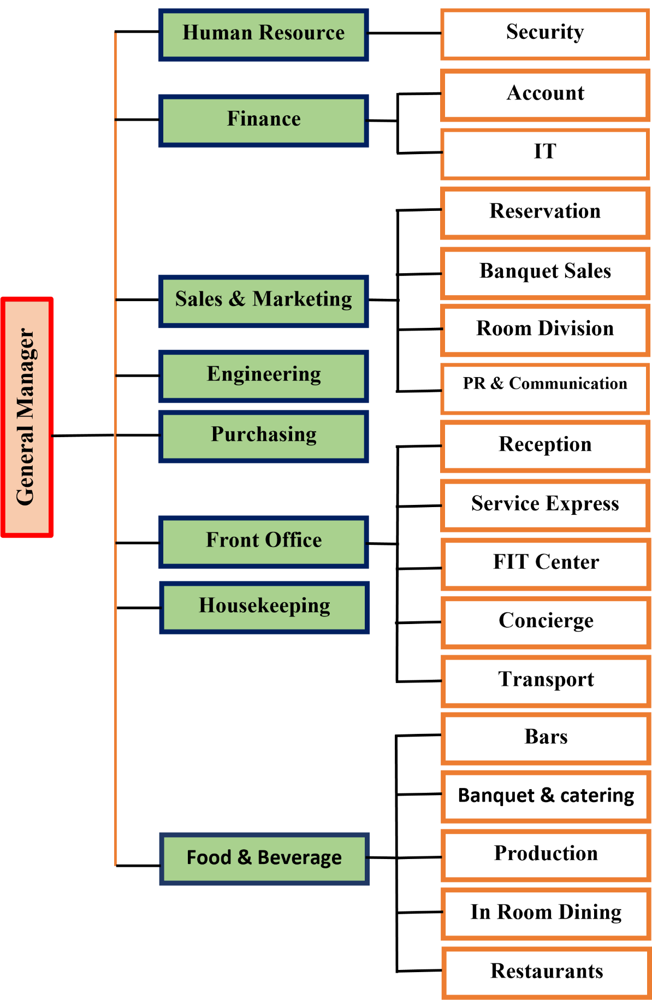 General Manager
Human Resource
Security
Finance
Account
IT
Sales & Marketing
Reservation
Banquet Sales
Room Division
PR & Communication
Engineering
Purchasing
Front Office
Reception
Service Express
FIT Center
Concierge
Transport
Housekeeping
Food & Beverage
Bars
Banquet & catering
Production
In Room Dining
Restaurants